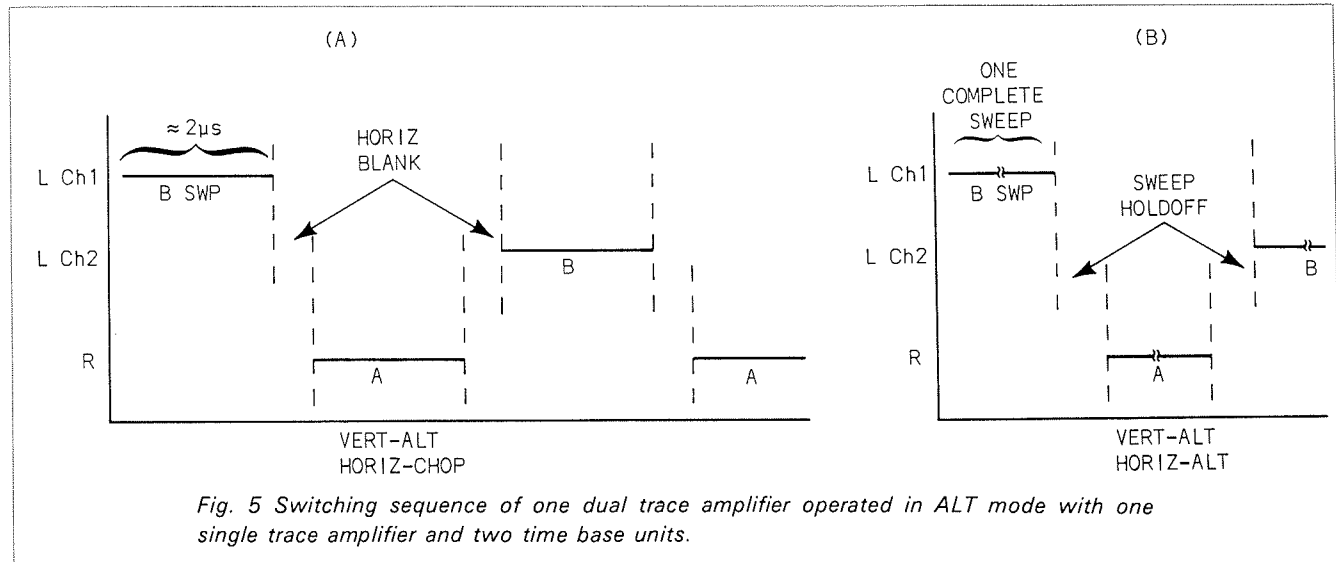 (A)
≈ 2μs
HORIZ
BLANK
L Ch1
B SWP
L Ch2
B
R
A
A
VERT-ALT
HORIZ-CHOP
(B)
ONE
COMPLETE
SWEEP
L Ch1
B SWP
SWEEP
HOLDOFF
L Ch2
B
R
A
VERT-ALT
HORIZ-ALT
Fig. 5 Switching sequence of one dual trace amplifier operated in ALT mode with one
single trace amplifier and two time base units.